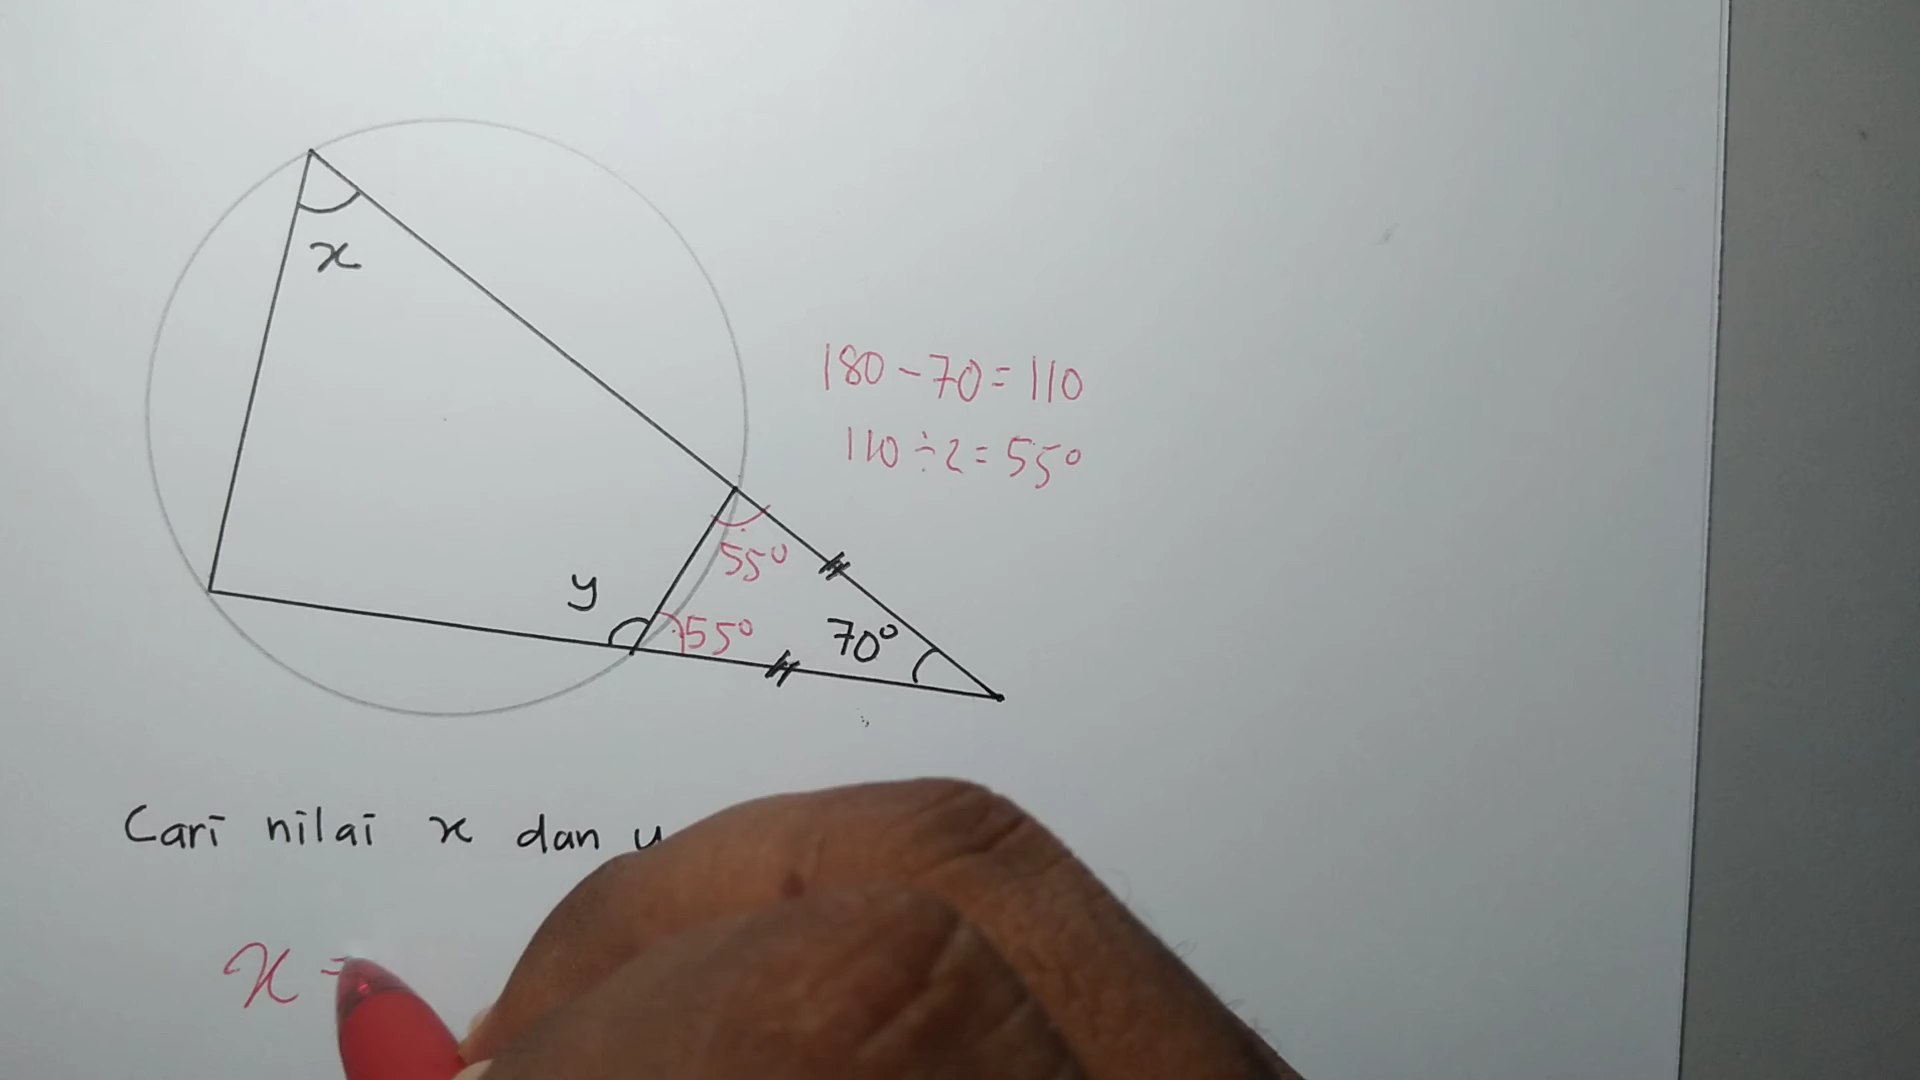 x
180 - 70 = 110
110 ÷ 2 = 55°
55°
y
55°
70°
Cari nilai x dan y
x =